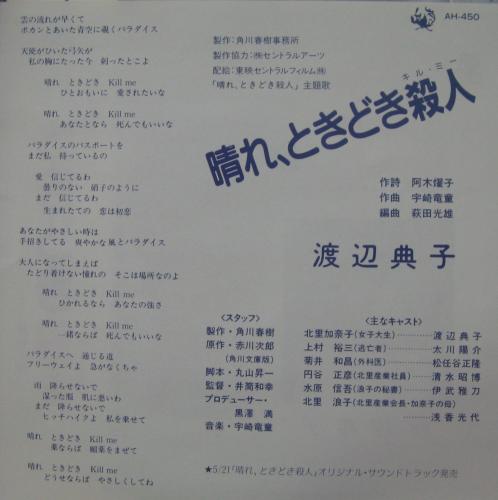 雲の流れが早くて
ポカンとあいた青空に覗くパラダイス
天使がひいた弓矢が
私の胸にたった今 刺ったとこよ
晴れ ときどき Kill me
ひとおもいに 愛されたいな
晴れ ときどき Kill me
あなたとなら 死んでもいいな
パラダイスのパスポートを
まだ私 持っているの
愛 信じてるわ
曇りのない 硝子のように
まだ 信じてるわ
生まれたての 恋は初恋
あなたがやさしい時は
手招きしてる 爽やかな風とパラダイス
大人になってしまえば
たどり着けない憧れの そこは場所なのよ
晴れ ときどき Kill me
ひかれるなら あなたの強さ
晴れ ときどき Kill me
一緒ならば 死んでもいいな
パラダイスへ 通じる道
フリーウェイよ 急がなくちゃ
雨 降らせないで
湿った服 肌に悪いわ
まだ 降らせないで
ヒッチハイクよ 私を乗せて
晴れ ときどき Kill me
薬ならば 媚薬をまぜて
晴れ ときどき Kill me
どうせならば やさしくしてね
AH-450
製作：角川春樹事務所
製作協力：㈱セントラルアーツ
配給：東映セントラルフィルム㈱
「晴れ、ときどき殺人」主題歌
キル・ミー
晴れ、ときどき殺人
作詩 阿木燿子
作曲 宇崎竜童
編曲 萩田光雄
渡辺典子
〈スタッフ〉
製作・角川春樹
原作・赤川次郎
(角川文庫版)
脚本・丸山昇一
監督・井筒和幸
プロデューサー・
黒澤 満
音楽・宇崎竜童
〈主なキャスト〉
北里加奈子(女子大生)…………渡辺典子
上村 裕三(逃亡者)…………太川陽介
菊井 和昌(外科医)…………松任谷正隆
円谷 正彦(北里産業社員)…………清水昭博
水原 信吾(浪子の秘書)…………伊武雅刀
北里 浪子(北里産業会長・加奈子の母)
…………浅香光代
★5/21「晴れ、ときどき殺人」オリジナル・サウンドトラック発売